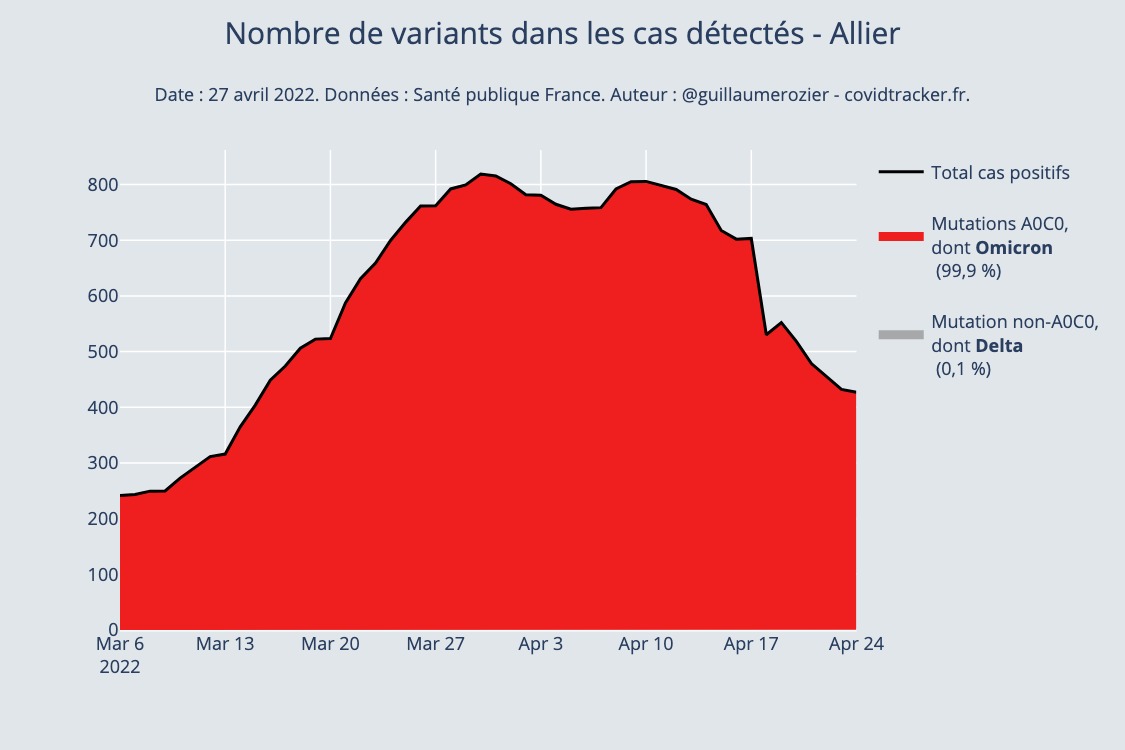 Nombre de variants dans les cas détectés - Allier
Date : 27 avril 2022. Données : Santé publique France. Auteur : @guillaumerozier - covidtracker.fr.
800
700
600
500
400
300
200
100
0
Mar 6
2022
Mar 13
Mar 20
Mar 27
Apr 3
Apr 10
Apr 17
Apr 24
Total cas positifs
Mutations A0C0,
dont Omicron
(99,9 %)
Mutation non-A0C0,
dont Delta
(0,1 %)